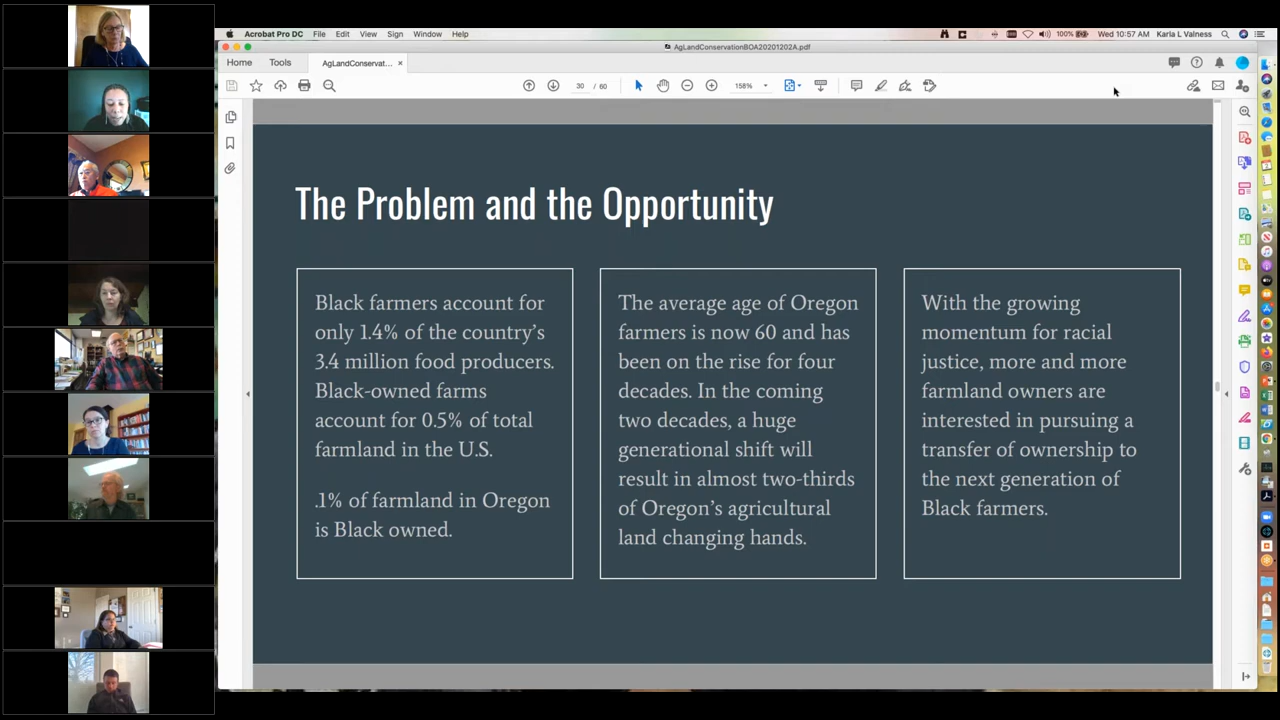 Acrobat Pro DC File Edit View Sign Window Help
100% Wed 10:57 AM Karla L Valness
AgLandConservationBOA20201202A.pdf
Home Tools AgLandConservat... ×
30 / 60 158%
The Problem and the Opportunity
Black farmers account for
only 1.4% of the country's
3.4 million food producers.
Black-owned farms
account for 0.5% of total
farmland in the U.S.
.1% of farmland in Oregon
is Black owned.
The average age of Oregon
farmers is now 60 and has
been on the rise for four
decades. In the coming
two decades, a huge
generational shift will
result in almost two-thirds
of Oregon's agricultural
land changing hands.
With the growing
momentum for racial
justice, more and more
farmland owners are
interested in pursuing a
transfer of ownership to
the next generation of
Black farmers.